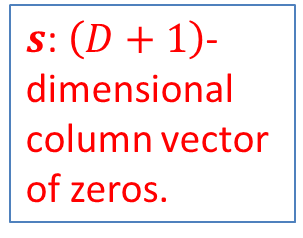 s: (D + 1)-
dimensional
column vector
of zeros.